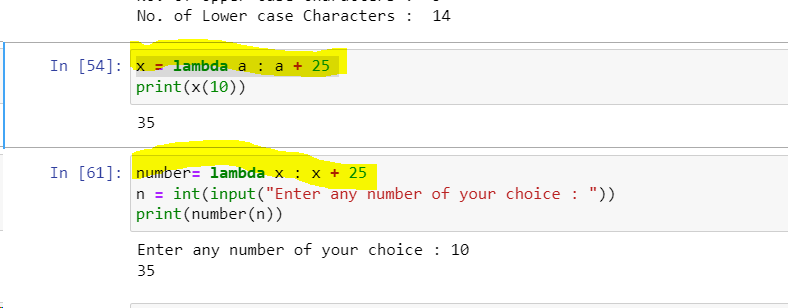 No. of Lower case Characters :  14
In [54]: x = lambda a : a + 25
print(x(10))
35
In [61]: number= lambda x : x + 25
n = int(input("Enter any number of your choice : "))
print(number(n))
Enter any number of your choice : 10
35